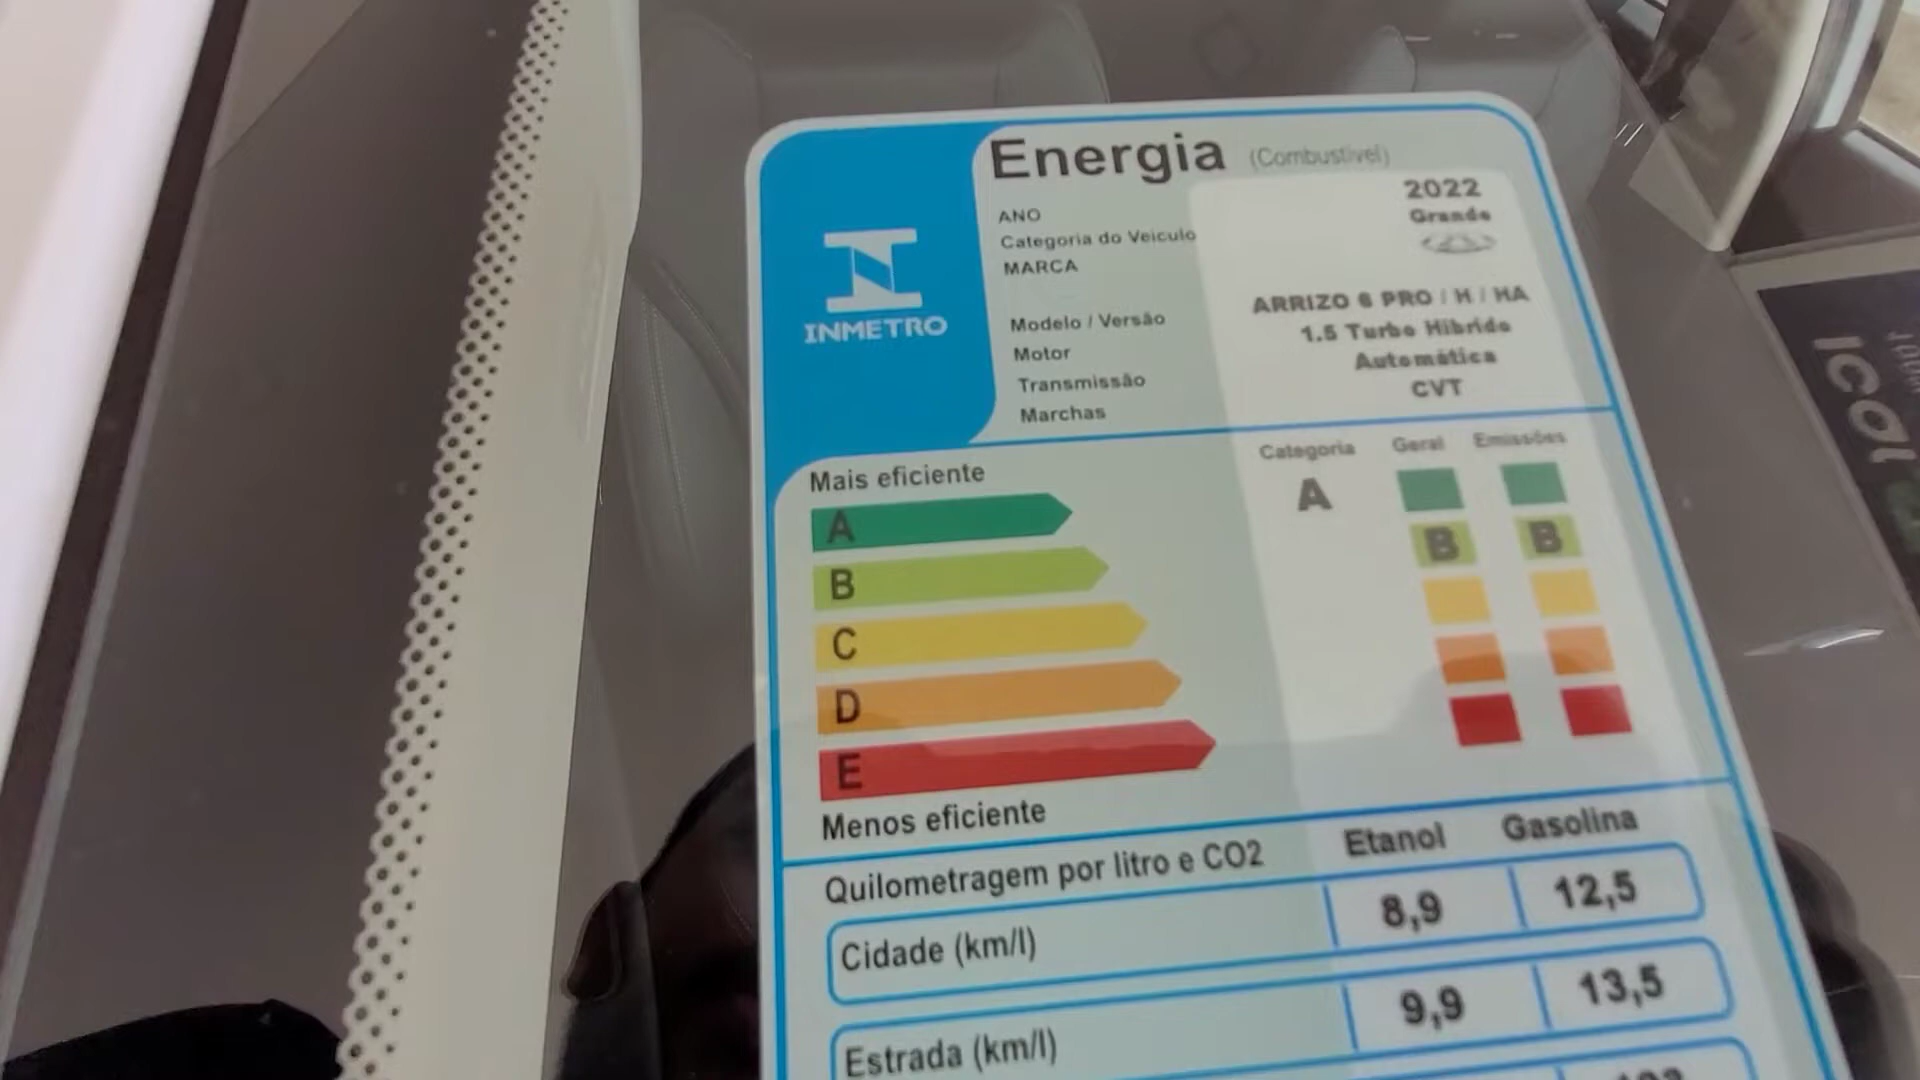 Energia (Combustível)
ANO 2022
Categoria do Veículo Grande
MARCA
Modelo / Versão ARRIZO 6 PRO / H / HA
Motor 1.5 Turbo Híbrido
Transmissão Automática
Marchas CVT
INMETRO
Categoria Geral Emissões
Mais eficiente
A A
B B B
C
D
E
Menos eficiente
Quilometragem por litro e CO2 Etanol Gasolina
Cidade (km/l) 8,9 12,5
Estrada (km/l) 9,9 13,5